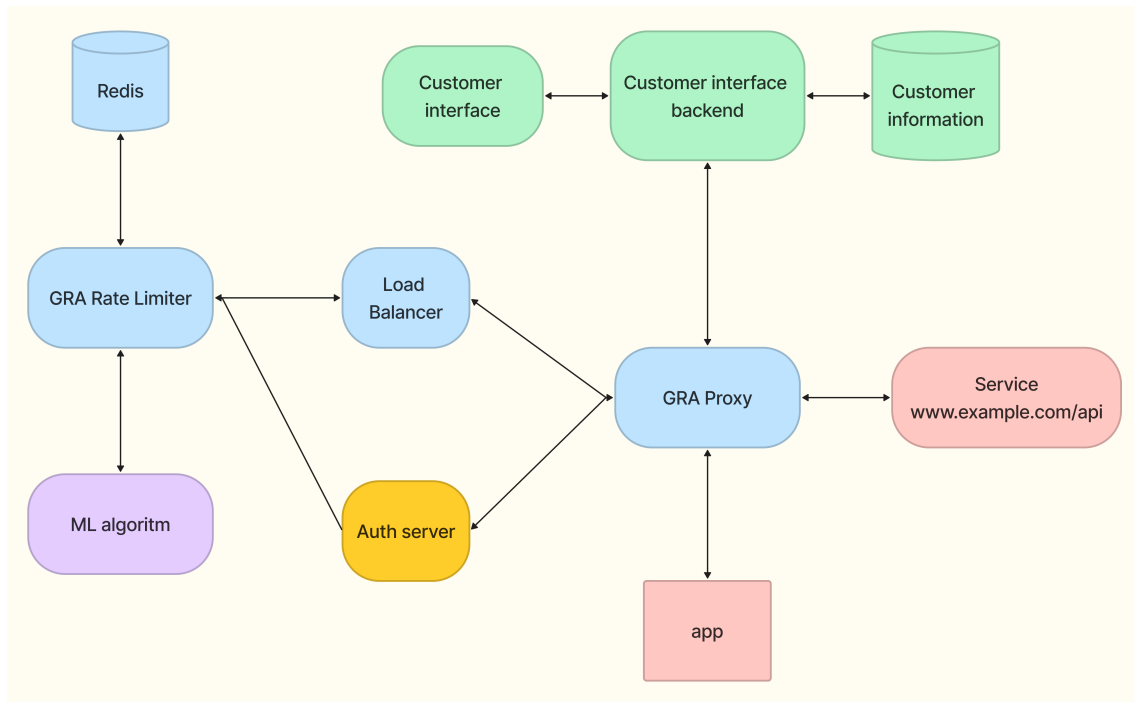 Redis
Customer
interface
Customer interface
backend
Customer
information
GRA Rate Limiter
Load
Balancer
GRA Proxy
Service
www.example.com/api
ML algoritm
Auth server
app